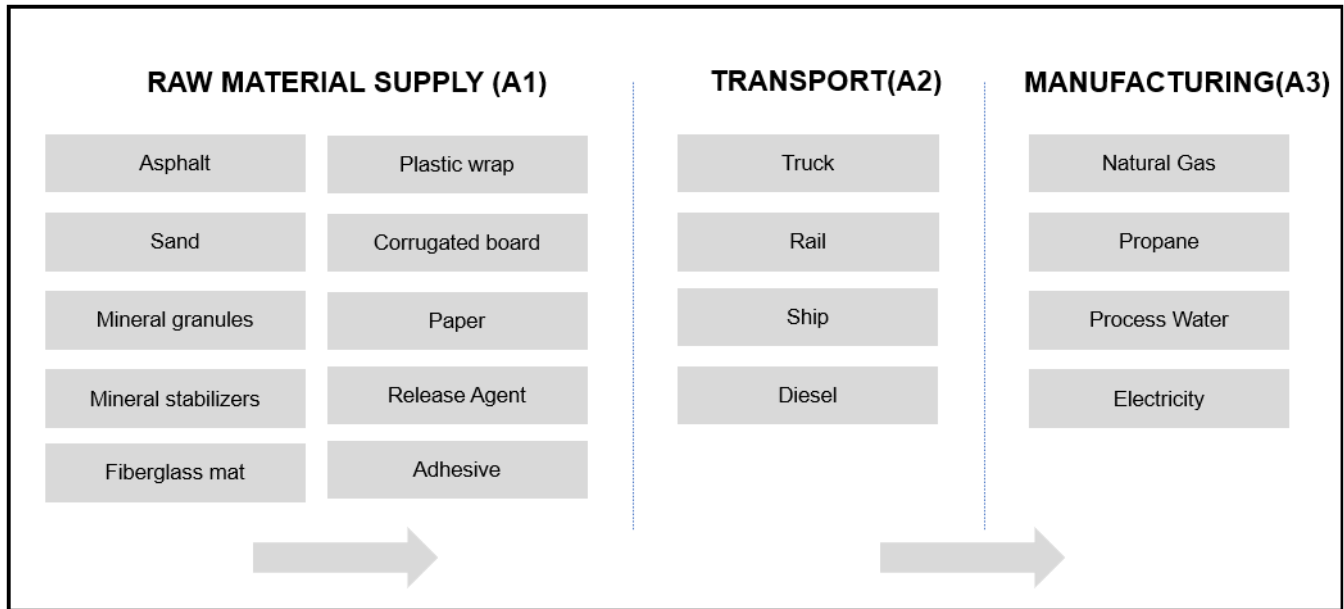 RAW MATERIAL SUPPLY (A1)
Asphalt
Sand
Mineral granules
Mineral stabilizers
Fiberglass mat
Plastic wrap
Corrugated board
Paper
Release Agent
Adhesive
TRANSPORT(A2)
Truck
Rail
Ship
Diesel
MANUFACTURING(A3)
Natural Gas
Propane
Process Water
Electricity